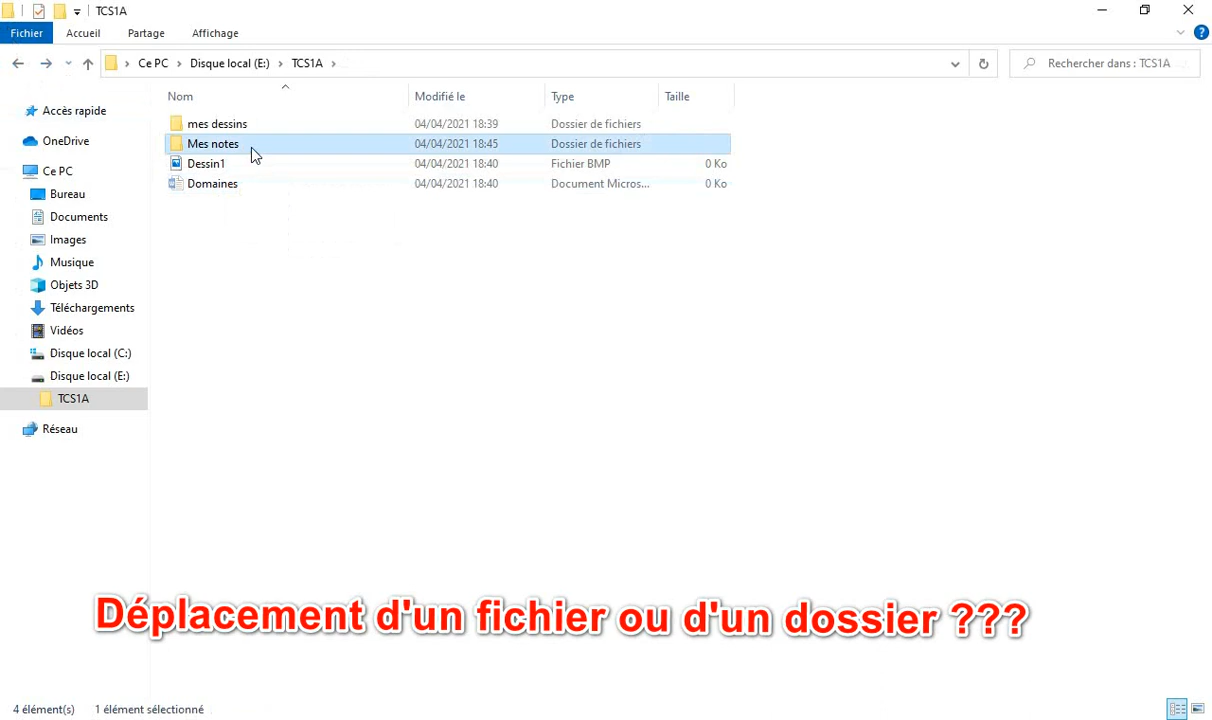 TCS1A
Fichier Accueil Partage Affichage
Ce PC Disque local (E:) TCS1A Rechercher dans : TCS1A
Nom Modifié le Type Taille
mes dessins 04/04/2021 18:39 Dossier de fichiers
Mes notes 04/04/2021 18:45 Dossier de fichiers
Dessin1 04/04/2021 18:40 Fichier BMP 0 Ko
Domaines 04/04/2021 18:40 Document Micros... 0 Ko
Accès rapide
OneDrive
Ce PC
Bureau
Documents
Images
Musique
Objets 3D
Téléchargements
Vidéos
Disque local (C:)
Disque local (E:)
TCS1A
Réseau
Déplacement d'un fichier ou d'un dossier ???
4 élément(s) 1 élément sélectionné